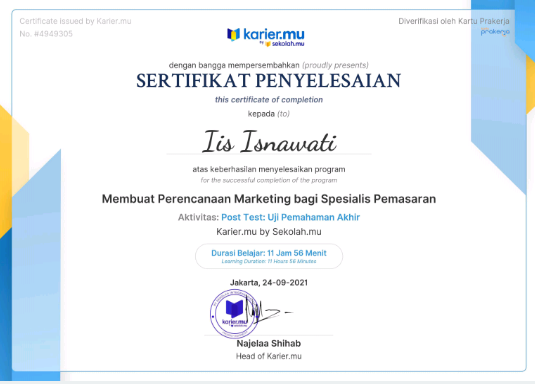 Certificate Issued by Karier.mu
No. #4949305
Diverifikasi oleh Kartu Prakerja
prakerja
karier.mu
by sekolah.mu
dengan bangga mempersembahkan (proudly presents)
SERTIFIKAT PENYELESAIAN
this certificate of completion
kepada (to)
Iis Isnawati
atas keberhasilan menyelesaikan program
for the successful completion of the program
Membuat Perencanaan Marketing bagi Spesialis Pemasaran
Aktivitas: Post Test: Uji Pemahaman Akhir
Karier.mu by Sekolah.mu
Durasi Belajar: 11 Jam 56 Menit
Learning Duration: 11 Hours 56 Minutes
Jakarta, 24-09-2021
karier.mu
Najelaa Shihab
Head of Karier.mu